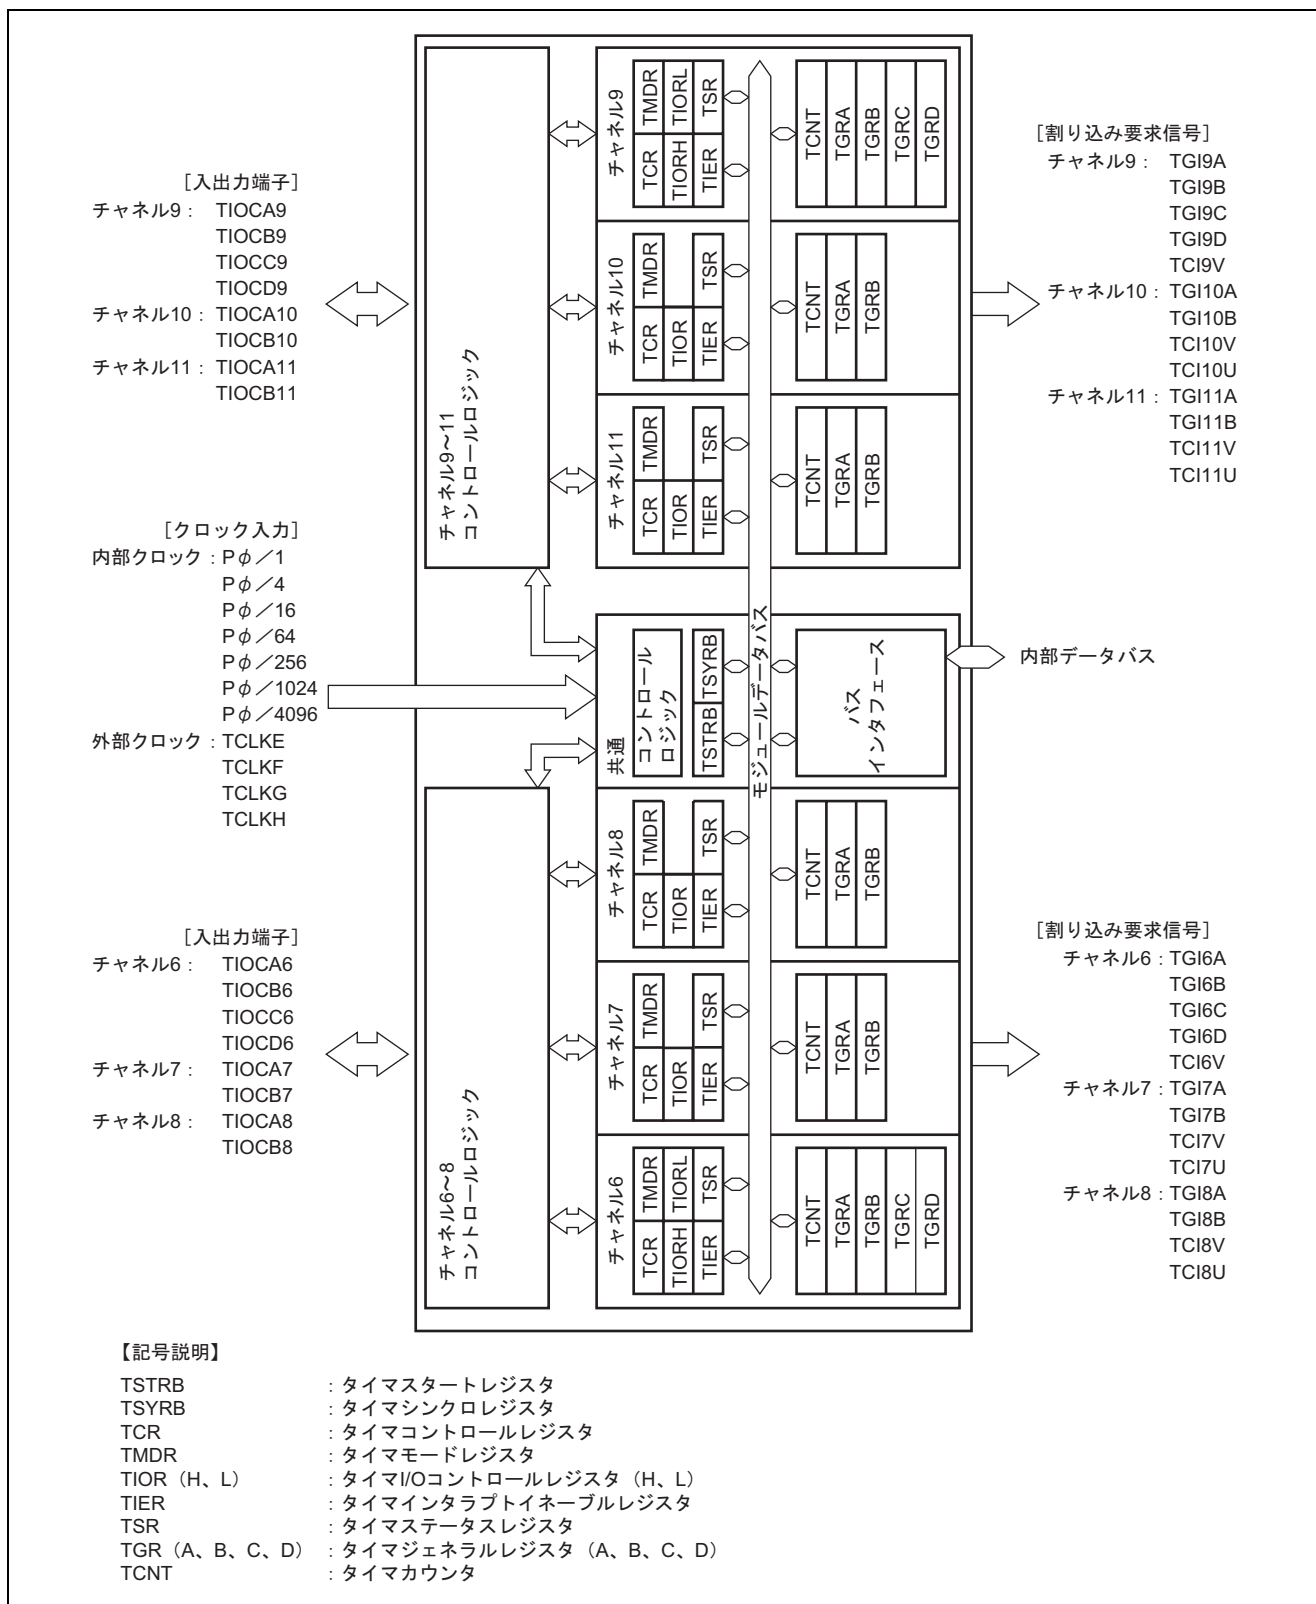 [入出力端子]
チャネル9： TIOCA9
TIOCB9
TIOCC9
TIOCD9
チャネル10： TIOCA10
TIOCB10
チャネル11： TIOCA11
TIOCB11
[クロック入力]
内部クロック：Pφ／1
Pφ／4
Pφ／16
Pφ／64
Pφ／256
Pφ／1024
Pφ／4096
外部クロック：TCLKE
TCLKF
TCLKG
TCLKH
[入出力端子]
チャネル6： TIOCA6
TIOCB6
TIOCC6
TIOCD6
チャネル7： TIOCA7
TIOCB7
チャネル8： TIOCA8
TIOCB8
チャネル9～11
コントロールロジック
チャネル6～8
コントロールロジック
チャネル9
TCR TMDR
TIORH TIORL
TIER TSR
TCNT
TGRA
TGRB
TGRC
TGRD
チャネル10
TCR TMDR
TIOR
TIER TSR
TCNT
TGRA
TGRB
チャネル11
TCR TMDR
TIOR
TIER TSR
TCNT
TGRA
TGRB
共通
コントロール
ロジック
TSTRB TSYRB
モジュールデータバス
バス
インタフェース
チャネル8
TCR TMDR
TIOR
TIER TSR
TCNT
TGRA
TGRB
チャネル7
TCR TMDR
TIOR
TIER TSR
TCNT
TGRA
TGRB
チャネル6
TCR TMDR
TIORH TIORL
TIER TSR
TCNT
TGRA
TGRB
TGRC
TGRD
[割り込み要求信号]
チャネル9： TGI9A
TGI9B
TGI9C
TGI9D
TCI9V
チャネル10：TGI10A
TGI10B
TCI10V
TCI10U
チャネル11：TGI11A
TGI11B
TCI11V
TCI11U
内部データバス
[割り込み要求信号]
チャネル6：TGI6A
TGI6B
TGI6C
TGI6D
TCI6V
チャネル7：TGI7A
TGI7B
TCI7V
TCI7U
チャネル8：TGI8A
TGI8B
TCI8V
TCI8U
【記号説明】
TSTRB ：タイマスタートレジスタ
TSYRB ：タイマシンクロレジスタ
TCR ：タイマコントロールレジスタ
TMDR ：タイマモードレジスタ
TIOR（H、L） ：タイマI/Oコントロールレジスタ（H、L）
TIER ：タイマインタラプトイネーブルレジスタ
TSR ：タイマステータスレジスタ
TGR（A、B、C、D） ：タイマジェネラルレジスタ（A、B、C、D）
TCNT ：タイマカウンタ